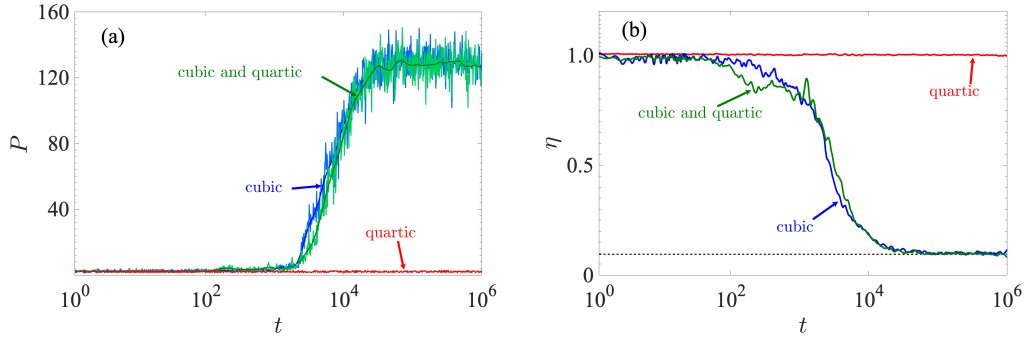 (a)
160
120
80
40
P
cubic and quartic
cubic
quartic
10^0
10^2
10^4
10^6
t
(b)
1.0
0.5
0
η
quartic
cubic and quartic
cubic
10^0
10^2
10^4
10^6
t